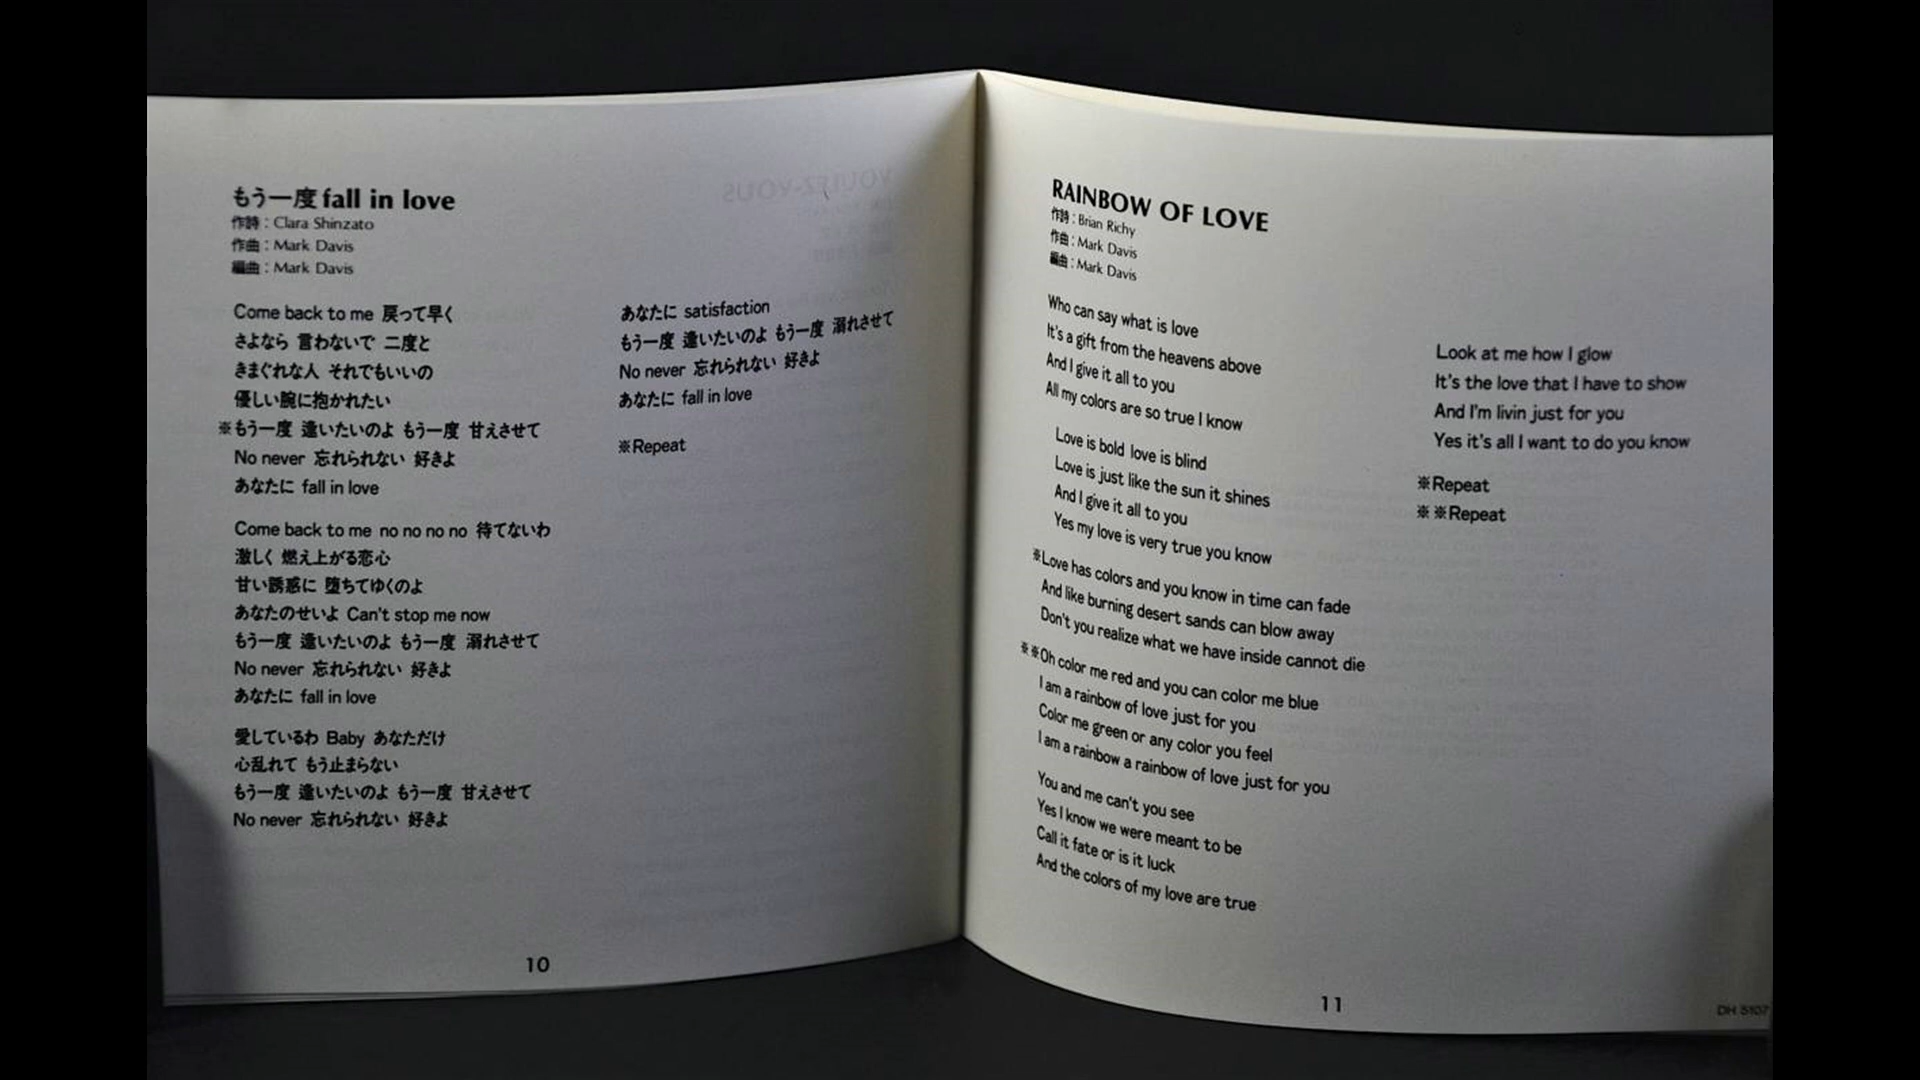 もう一度 fall in love
作詩：Clara Shinzato
作曲：Mark Davis
編曲：Mark Davis
Come back to me 戻って早く
さよなら 言わないで 二度と
きまぐれな人 それでもいいの
優しい腕に抱かれたい
※もう一度 逢いたいのよ もう一度 甘えさせて
No never 忘れられない 好きよ
あなたに fall in love
Come back to me no no no no 待てないわ
激しく 燃え上がる恋心
甘い誘惑に 堕ちてゆくのよ
あなたのせいよ Can't stop me now
もう一度 逢いたいのよ もう一度 溺れさせて
No never 忘れられない 好きよ
あなたに fall in love
愛しているわ Baby あなただけ
心乱れて もう止まらない
もう一度 逢いたいのよ もう一度 甘えさせて
No never 忘れられない 好きよ
あなたに satisfaction
もう一度 逢いたいのよ もう一度 溺れさせて
No never 忘れられない 好きよ
あなたに fall in love
※Repeat
10
RAINBOW OF LOVE
作詩：Brian Richy
作曲：Mark Davis
編曲：Mark Davis
Who can say what is love
It's a gift from the heavens above
And I give it all to you
All my colors are so true I know
Love is bold love is blind
Love is just like the sun it shines
And I give it all to you
Yes my love is very true you know
※Love has colors and you know in time can fade
And like burning desert sands can blow away
Don't you realize what we have inside cannot die
※※Oh color me red and you can color me blue
I am a rainbow of love just for you
Color me green or any color you feel
I am a rainbow a rainbow of love just for you
You and me can't you see
Yes I know we were meant to be
Call it fate or is it luck
And the colors of my love are true
Look at me how I glow
It's the love that I have to show
And I'm livin just for you
Yes it's all I want to do you know
※Repeat
※※Repeat
11
DH 5107